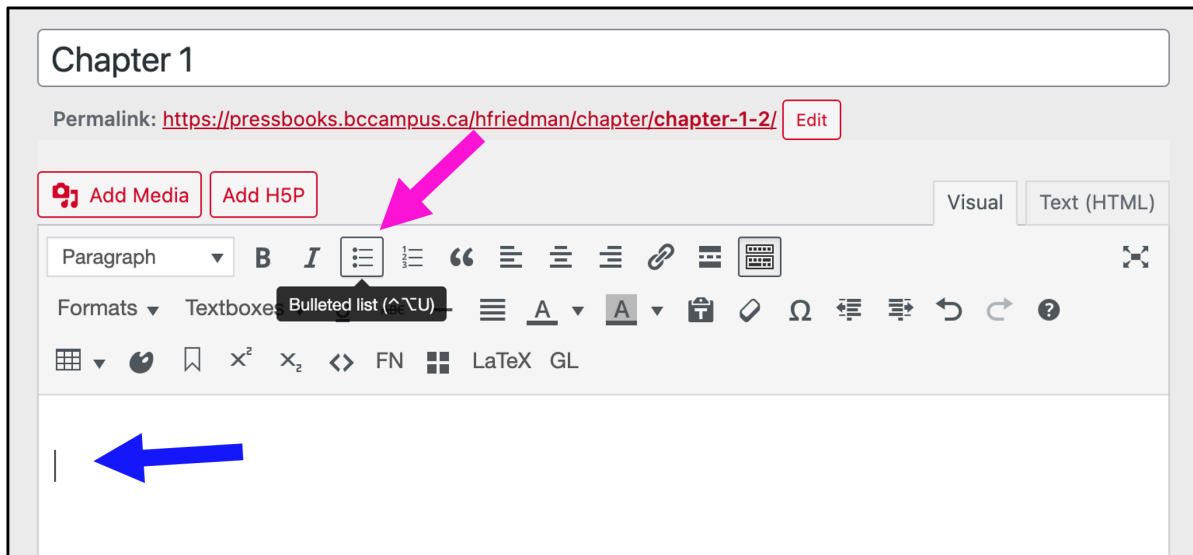 Chapter 1
Permalink: https://pressbooks.bccampus.ca/hfriedman/chapter/chapter-1-2/ Edit
Add Media Add H5P Visual Text (HTML)
Paragraph B I
Formats Textboxes Bulleted list (^⌥U) A A Ω
x² x₂ <> FN LaTeX GL